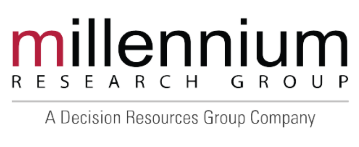 millennium
RESEARCH GROUP
A Decision Resources Group Company